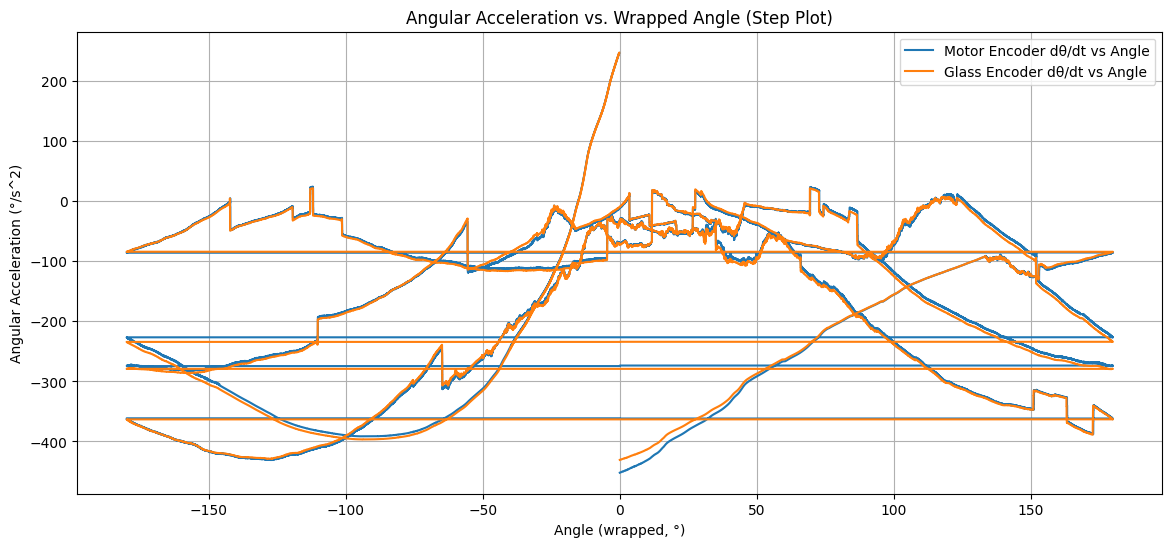 Angular Acceleration vs. Wrapped Angle (Step Plot)
Motor Encoder dθ/dt vs Angle
Glass Encoder dθ/dt vs Angle
200
100
0
−100
−200
−300
−400
Angular Acceleration (°/s^2)
−150
−100
−50
0
50
100
150
Angle (wrapped, °)